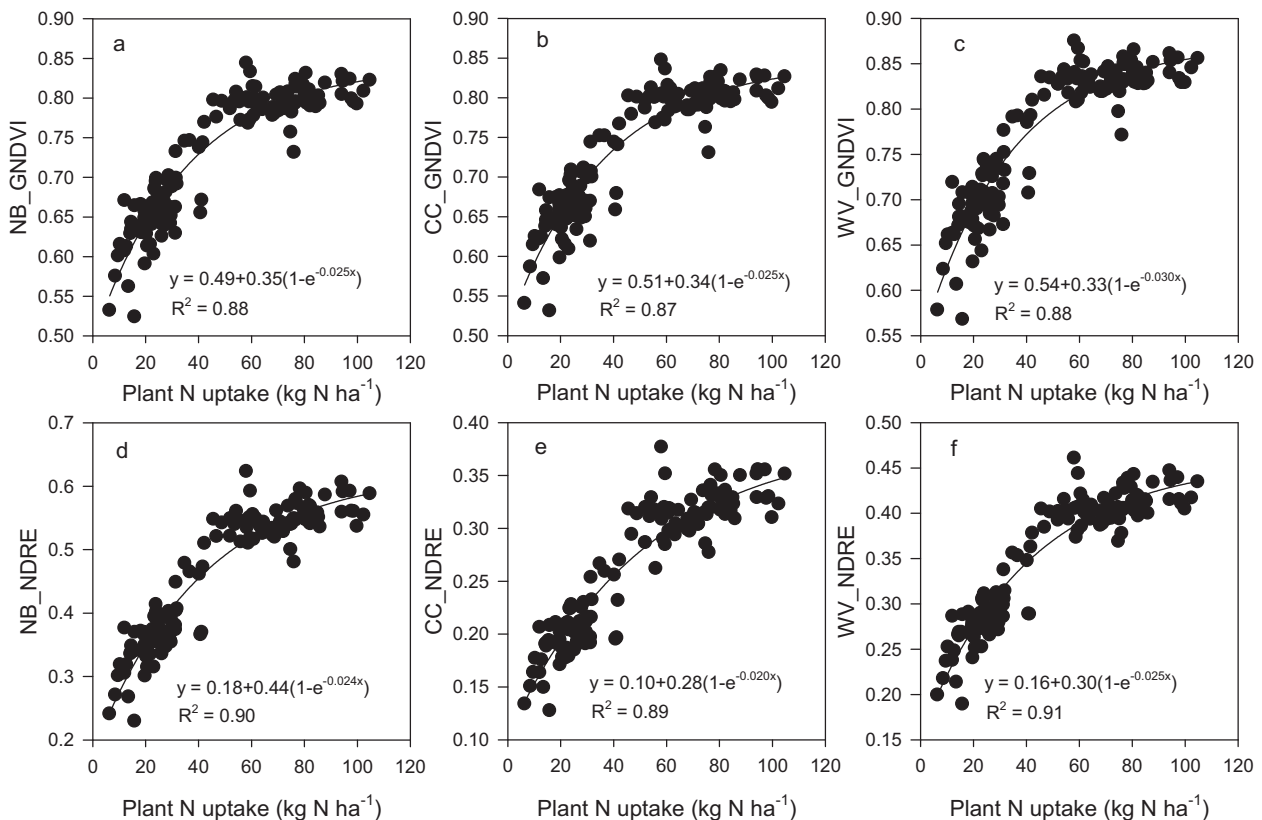 a
NB_GNDVI
0.90
0.85
0.80
0.75
0.70
0.65
0.60
0.55
0.50
y = 0.49+0.35(1-e^-0.025x)
R² = 0.88
0 20 40 60 80 100 120
Plant N uptake (kg N ha⁻¹)
b
CC_GNDVI
0.90
0.85
0.80
0.75
0.70
0.65
0.60
0.55
0.50
y = 0.51+0.34(1-e^-0.025x)
R² = 0.87
0 20 40 60 80 100 120
Plant N uptake (kg N ha⁻¹)
c
WV_GNDVI
0.90
0.85
0.80
0.75
0.70
0.65
0.60
0.55
y = 0.54+0.33(1-e^-0.030x)
R² = 0.88
0 20 40 60 80 100 120
Plant N uptake (kg N ha⁻¹)
d
NB_NDRE
0.7
0.6
0.5
0.4
0.3
0.2
y = 0.18+0.44(1-e^-0.024x)
R² = 0.90
0 20 40 60 80 100 120
Plant N uptake (kg N ha⁻¹)
e
CC_NDRE
0.40
0.35
0.30
0.25
0.20
0.15
0.10
y = 0.10+0.28(1-e^-0.020x)
R² = 0.89
0 20 40 60 80 100 120
Plant N uptake (kg N ha⁻¹)
f
WV_NDRE
0.50
0.45
0.40
0.35
0.30
0.25
0.20
0.15
y = 0.16+0.30(1-e^-0.025x)
R² = 0.91
0 20 40 60 80 100 120
Plant N uptake (kg N ha⁻¹)